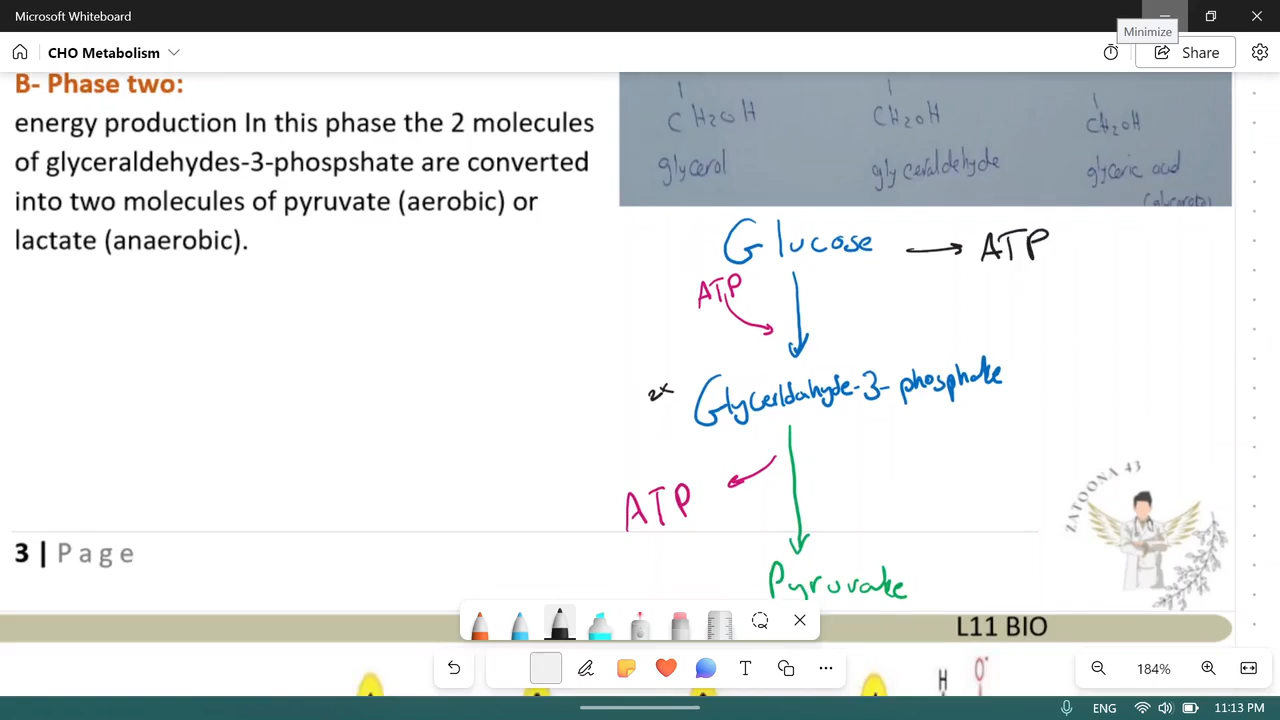 Microsoft Whiteboard
Minimize
CHO Metabolism
Share
B- Phase two:
energy production In this phase the 2 molecules
of glyceraldehydes-3-phospshate are converted
into two molecules of pyruvate (aerobic) or
lactate (anaerobic).
CH2OH CH2OH CH2OH
glycerol glyceraldehyde glyceric acid
Glucose → ATP
ATP
2x Glycerldahyde-3-phosphate
ATP
Pyruvate
ZATOONA 43
3 | Page
L11 BIO
T
184%
H O
ENG 11:13 PM